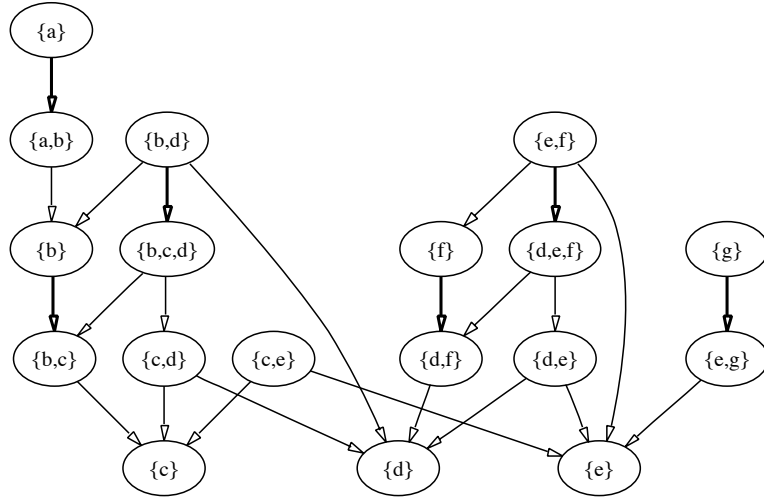 {a}
{a,b} {b,d} {e,f}
{b} {b,c,d} {f} {d,e,f} {g}
{b,c} {c,d} {c,e} {d,f} {d,e} {e,g}
{c} {d} {e}